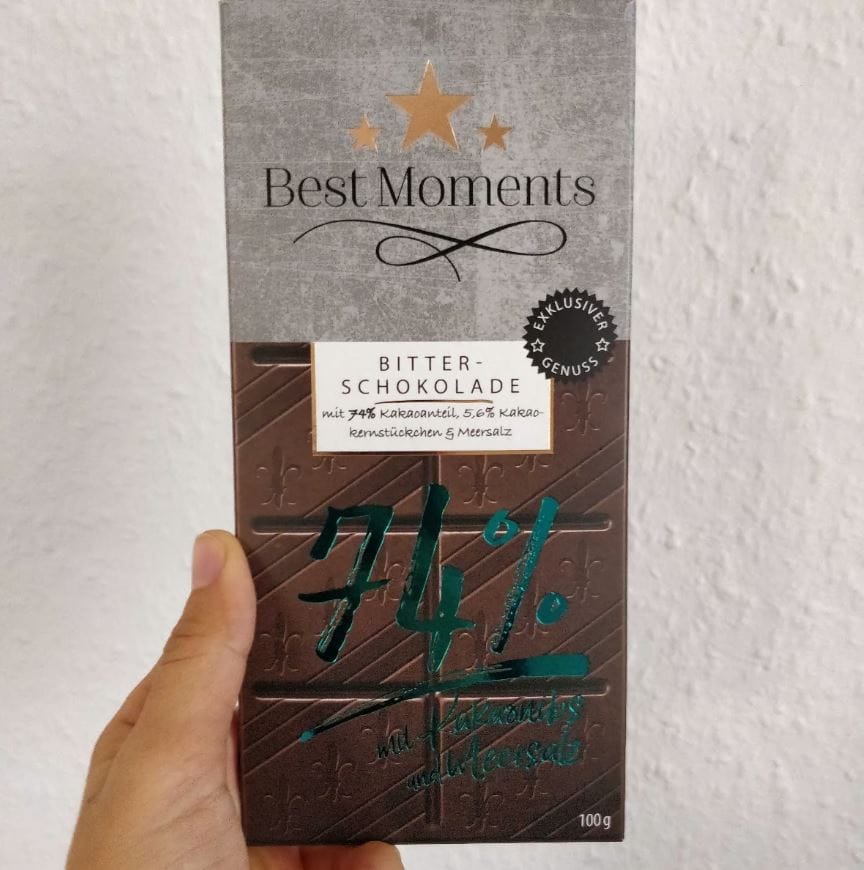 Best Moments
EXKLUSIVER
GENUSS
BITTER-
SCHOKOLADE
mit 74% Kakaoanteil, 5,6% Kakao-
kernstückchen & Meersalz
74%
mit Kakaonibs
und Meersalz
100g